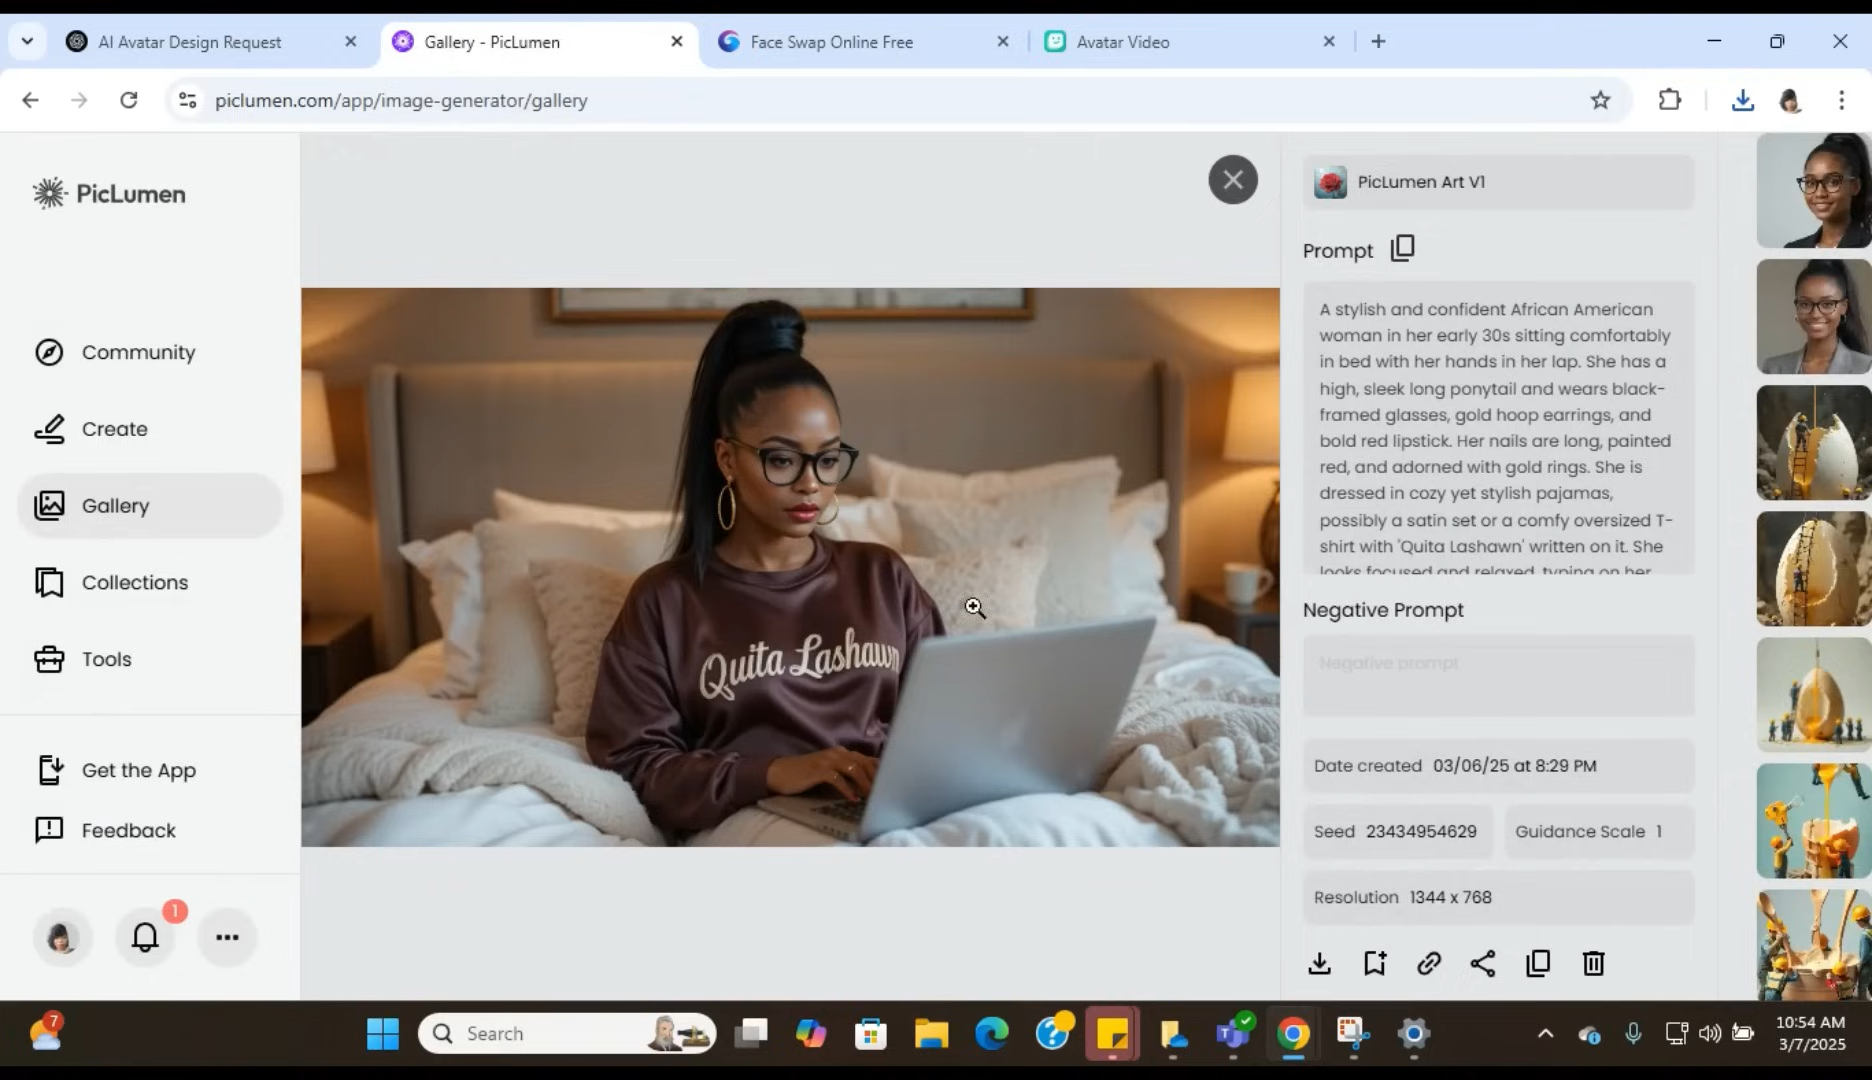 AI Avatar Design Request
Gallery - PicLumen
Face Swap Online Free
Avatar Video
piclumen.com/app/image-generator/gallery
PicLumen
Community
Create
Gallery
Collections
Tools
Get the App
Feedback
1
Quita Lashawn
PicLumen Art V1
Prompt
A stylish and confident African American
woman in her early 30s sitting comfortably
in bed with her hands in her lap. She has a
high, sleek long ponytail and wears black-
framed glasses, gold hoop earrings, and
bold red lipstick. Her nails are long, painted
red, and adorned with gold rings. She is
dressed in cozy yet stylish pajamas,
possibly a satin set or a comfy oversized T-
shirt with 'Quita Lashawn' written on it. She
looks focused and relaxed, typing on her
Negative Prompt
Negative prompt
Date created 03/06/25 at 8:29 PM
Seed 23434954629
Guidance Scale 1
Resolution 1344 x 768
7
Search
10:54 AM
3/7/2025